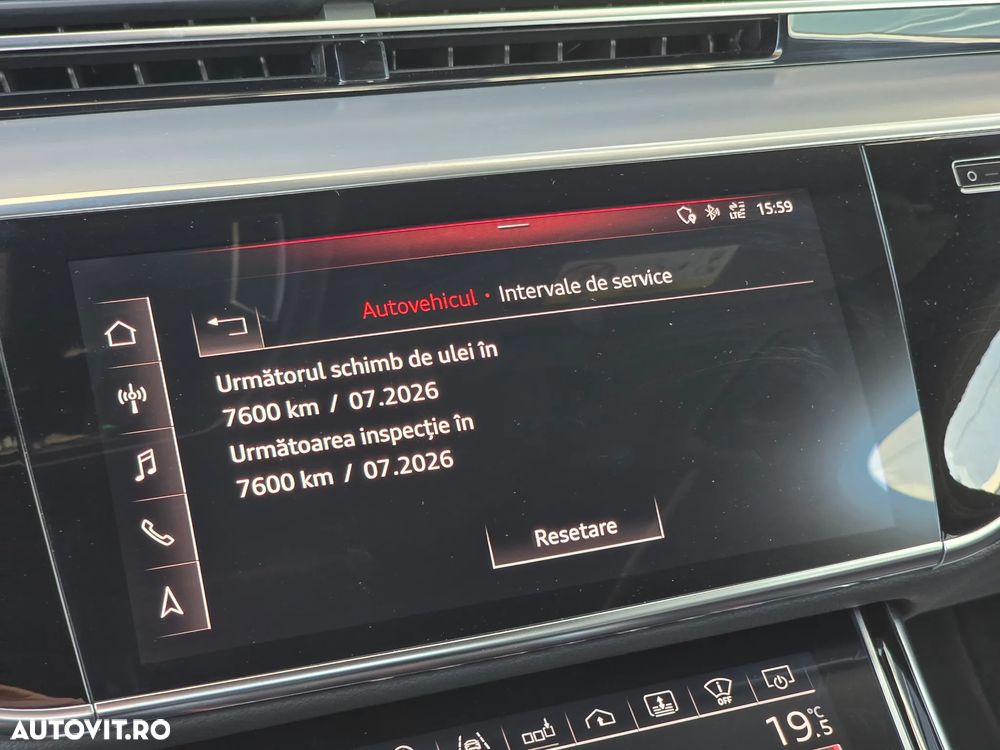 LTE 15:59
Autovehicul · Intervale de service
Următorul schimb de ulei în
7600 km / 07.2026
Următoarea inspecție în
7600 km / 07.2026
Resetare
OFF
19.5 °C
AUTOVIT.RO